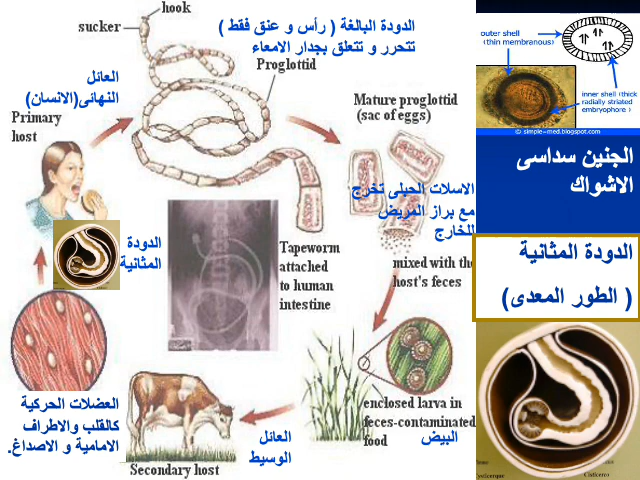 hook
sucker
الدودة البالغة ( رأس و عنق فقط )
تتحرر و تتعلق بجدار الامعاء
Proglottid
العائل
النهائى(الانسان)
Primary
host
Mature proglottid
(sac of eggs)
outer shell
(thin membranous)
inner shell (thick
radially striated
embryophore )
© simple-med.blogspot.com
الجنين سداسى
الاشواك
الاسلات الحبلى تخرج
مع براز المريض
للخارج
الدودة
المثانية
Tapeworm
attached
to human
intestine
mixed with the
host's feces
الدودة المثانية
( الطور المعدى)
العضلات الحركية
كالقلب والاطراف
الامامية و الاصداغ.
enclosed larva in
feces-contaminated
food
البيض
العائل
الوسيط
Secondary host